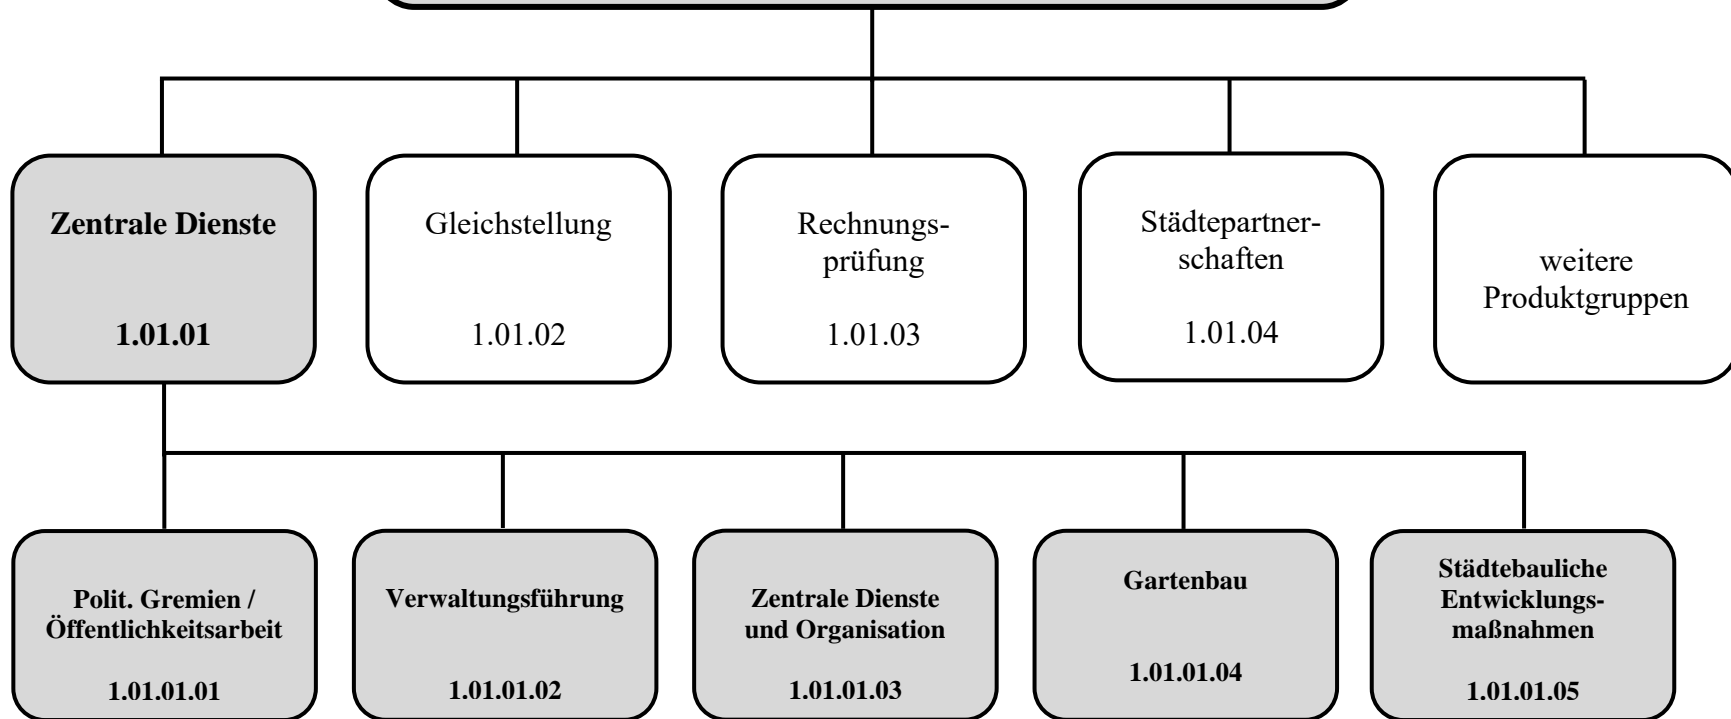 Zentrale Dienste
1.01.01
Gleichstellung
1.01.02
Rechnungs-
prüfung
1.01.03
Städtepartner-
schaften
1.01.04
weitere
Produktgruppen
Polit. Gremien /
Öffentlichkeitsarbeit
1.01.01.01
Verwaltungsführung
1.01.01.02
Zentrale Dienste
und Organisation
1.01.01.03
Gartenbau
1.01.01.04
Städtebauliche
Entwicklungs-
maßnahmen
1.01.01.05